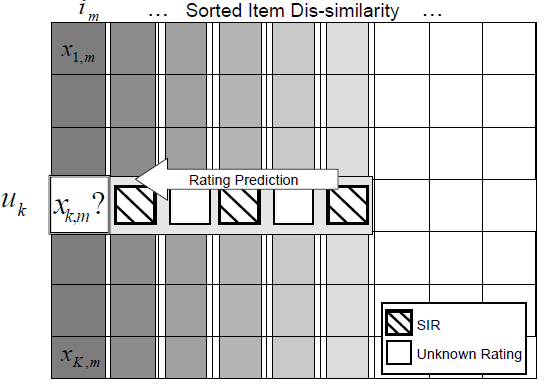 i_m ... Sorted Item Dis-similarity ...
x_{1,m}
Rating Prediction
u_k x_{k,m}?
SIR
Unknown Rating
x_{K,m}